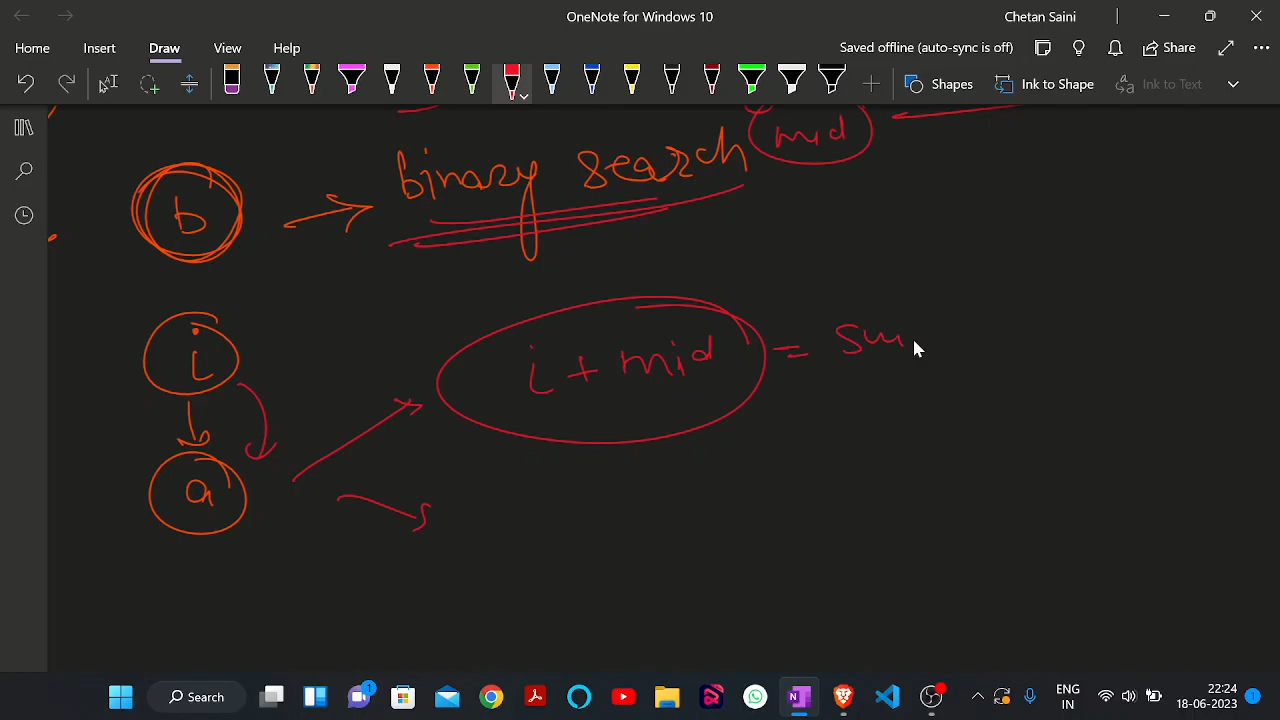 OneNote for Windows 10
Chetan Saini
Home Insert Draw View Help
Saved offline (auto-sync is off)
Share
Shapes
Ink to Shape
Ink to Text
mid
b → binary search
i
i + mid = sum
a
Search
1
ENG
IN
22:24
18-06-2023
1